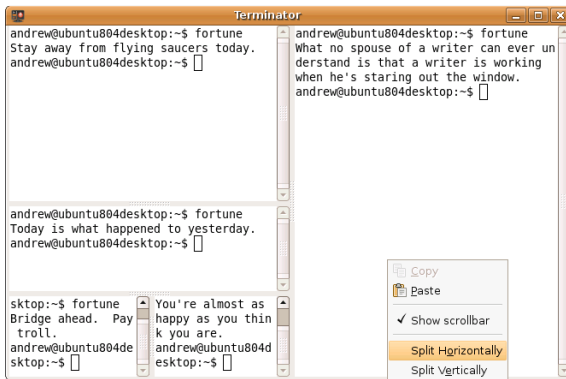 Terminator
andrew@ubuntu804desktop:~$ fortune
Stay away from flying saucers today.
andrew@ubuntu804desktop:~$
andrew@ubuntu804desktop:~$ fortune
What no spouse of a writer can ever un
derstand is that a writer is working
when he's staring out the window.
andrew@ubuntu804desktop:~$
andrew@ubuntu804desktop:~$ fortune
Today is what happened to yesterday.
andrew@ubuntu804desktop:~$
sktop:~$ fortune
Bridge ahead.  Pay
 troll.
andrew@ubuntu804de
sktop:~$
You're almost as
happy as you thin
k you are.
andrew@ubuntu804d
esktop:~$
Copy
Paste
✓ Show scrollbar
Split Horizontally
Split Vertically